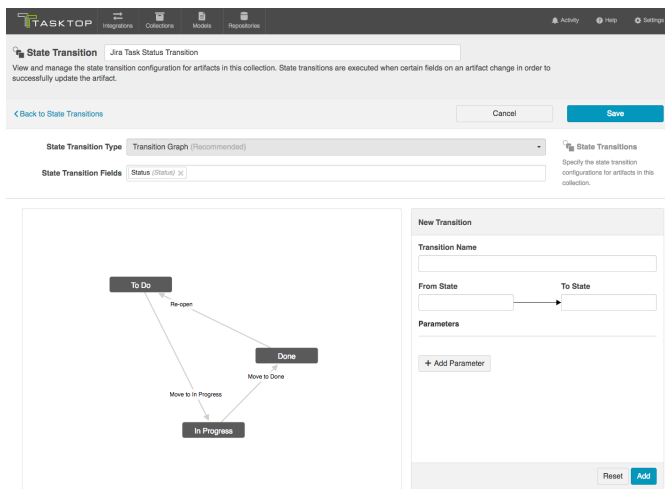 TASKTOP
Integrations
Collections
Models
Repositories
Activity
Help
Settings
State Transition
Jira Task Status Transition
View and manage the state transition configuration for artifacts in this collection. State transitions are executed when certain fields on an artifact change in order to
successfully update the artifact.
Back to State Transitions
Cancel
Save
State Transition Type
Transition Graph (Recommended)
State Transitions
Specify the state transition
configurations for artifacts in this
collection.
State Transition Fields
Status (Status)
To Do
Re-open
Done
Move to Done
Move to In Progress
In Progress
New Transition
Transition Name
From State
To State
Parameters
+ Add Parameter
Reset
Add